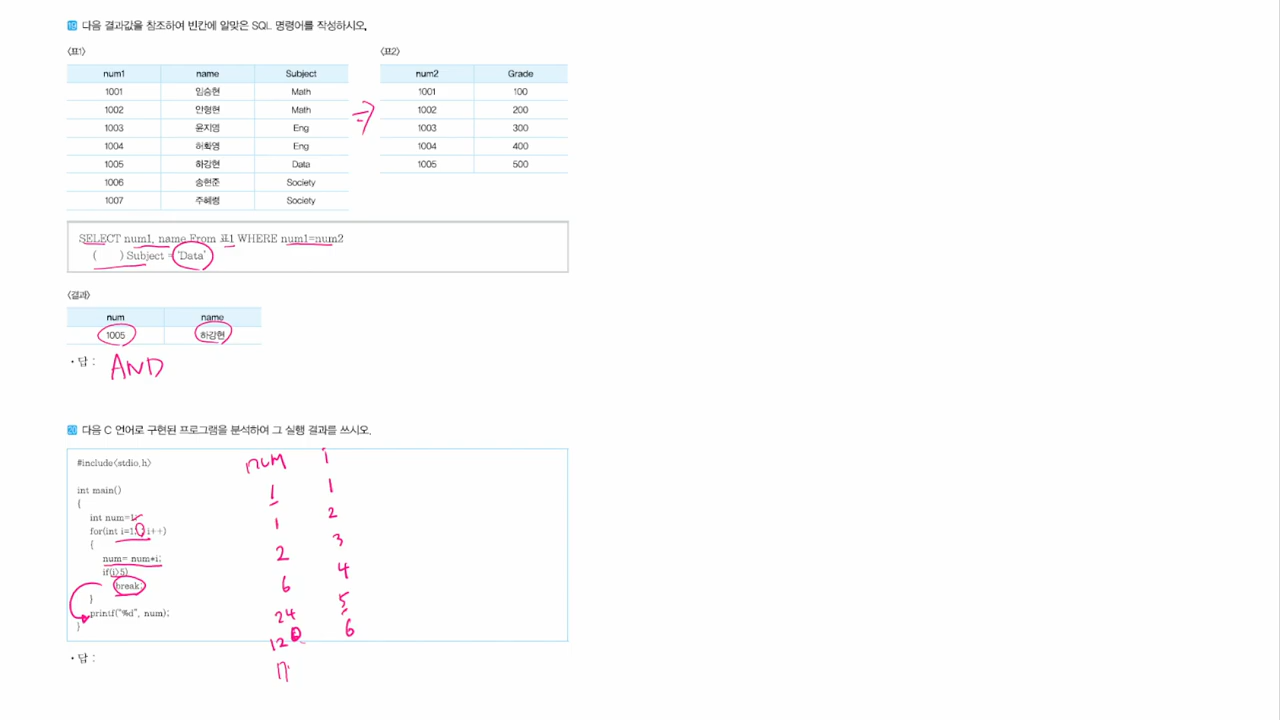 19 다음 결과값을 참조하여 빈칸에 알맞은 SQL 명령어를 작성하시오.
〈표1〉 〈표2〉
num1 name Subject num2 Grade
1001 임승현 Math 1001 100
1002 안형현 Math 1002 200
1003 윤지영 Eng 1003 300
1004 허화영 Eng 1004 400
1005 하강현 Data 1005 500
1006 송현준 Society
1007 주혜령 Society
SELECT num1, name From 표1 WHERE num1=num2
( ) Subject = 'Data'
〈결과〉
num name
1005 하강현
• 답 : AND
20 다음 C 언어로 구현된 프로그램을 분석하여 그 실행 결과를 쓰시오.
#include<stdio.h>
int main()
{
int num=1;
for(int i=1; ; i++)
{
num= num*i;
if(i>5)
break;
}
printf("%d", num);
}
num i
1 1
1 2
2 3
6 4
24 5
120 6
• 답 :